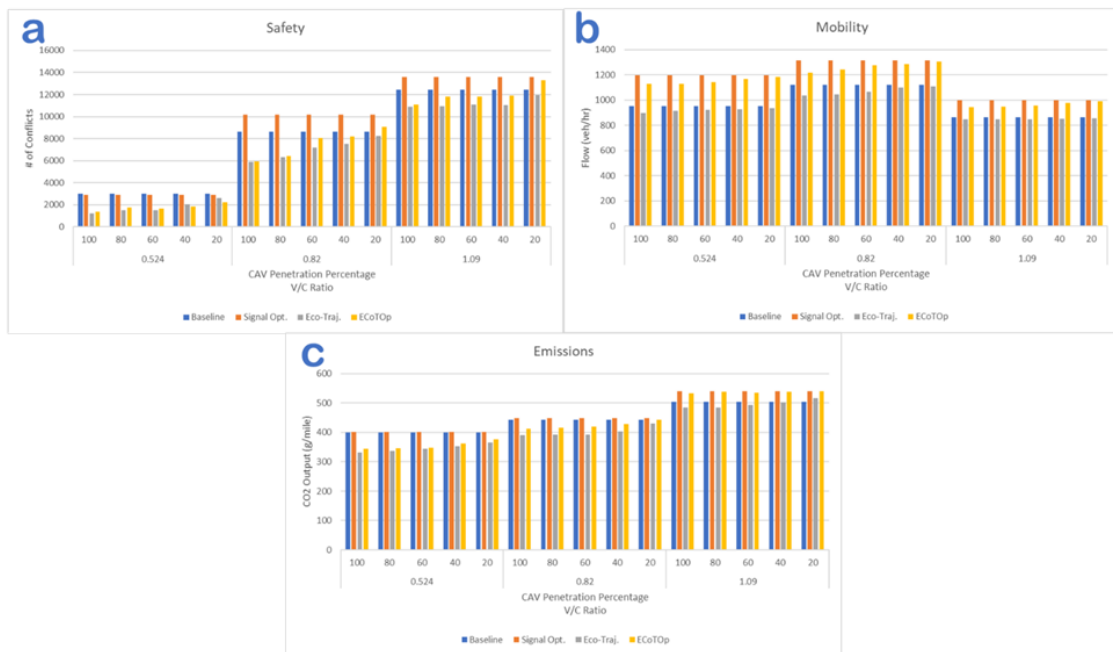 a
Safety
16000
14000
12000
10000
8000
6000
4000
2000
0
# of Conflicts
100 80 60 40 20 100 80 60 40 20 100 80 60 40 20
0.524 0.82 1.09
CAV Penetration Percentage
V/C Ratio
Baseline Signal Opt. Eco-Traj. ECoTOp
b
Mobility
1400
1200
1000
800
600
400
200
0
Flow (veh/hr)
100 80 60 40 20 100 80 60 40 20 100 80 60 40 20
0.524 0.82 1.09
CAV Penetration Percentage
V/C Ratio
Baseline Signal Opt. Eco-Traj. ECoTOp
c
Emissions
600
500
400
300
200
100
0
CO2 Output (g/mile)
100 80 60 40 20 100 80 60 40 20 100 80 60 40 20
0.524 0.82 1.09
CAV Penetration Percentage
V/C Ratio
Baseline Signal Opt. Eco-Traj. ECoTOp